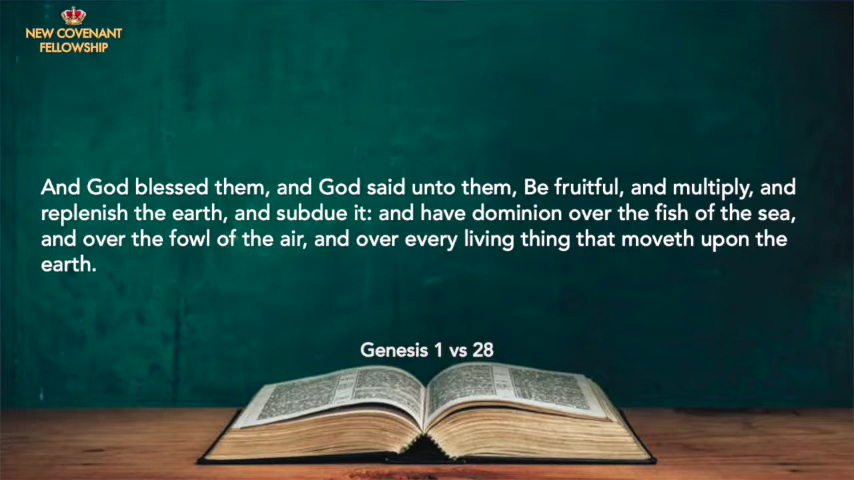 NEW COVENANT
FELLOWSHIP
And God blessed them, and God said unto them, Be fruitful, and multiply, and
replenish the earth, and subdue it: and have dominion over the fish of the sea,
and over the fowl of the air, and over every living thing that moveth upon the
earth.
Genesis 1 vs 28